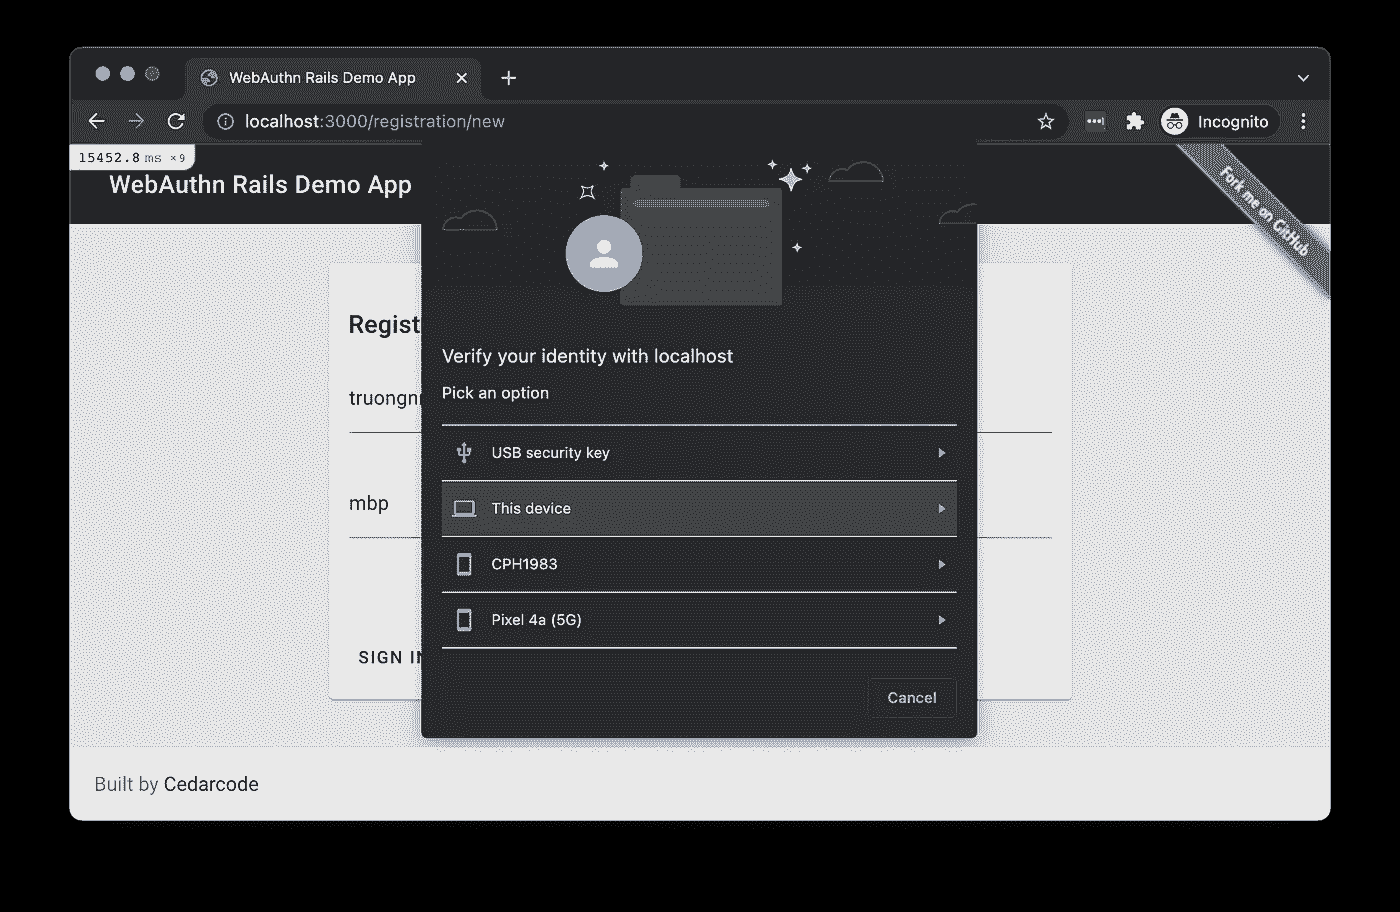 WebAuthn Rails Demo App
localhost:3000/registration/new
Incognito
15452.8 ms ×9
WebAuthn Rails Demo App
Fork me on GitHub
Regist
truongn
mbp
SIGN IN
Verify your identity with localhost
Pick an option
USB security key
This device
CPH1983
Pixel 4a (5G)
Cancel
Built by Cedarcode